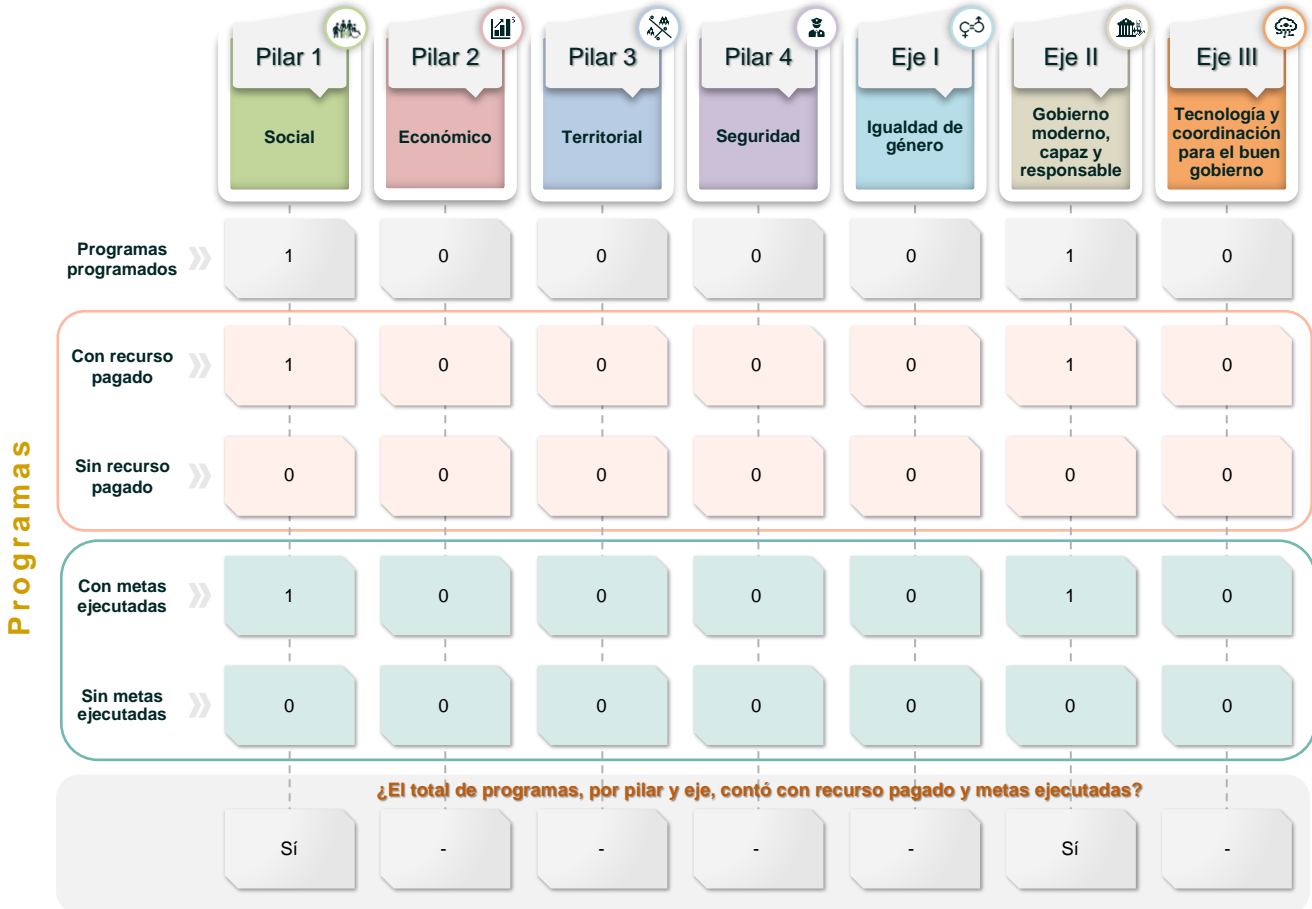 Pilar 1
Pilar 2
Pilar 3
Pilar 4
Eje I
Eje II
Eje III
Social
Económico
Territorial
Seguridad
Igualdad de
género
Gobierno
moderno,
capaz y
responsable
Tecnología y
coordinación
para el buen
gobierno
Programas
Programas
programados
1 0 0 0 0 1 0
Con recurso
pagado
1 0 0 0 0 1 0
Sin recurso
pagado
0 0 0 0 0 0 0
Con metas
ejecutadas
1 0 0 0 0 1 0
Sin metas
ejecutadas
0 0 0 0 0 0 0
¿El total de programas, por pilar y eje, contó con recurso pagado y metas ejecutadas?
Sí - - - - Sí -